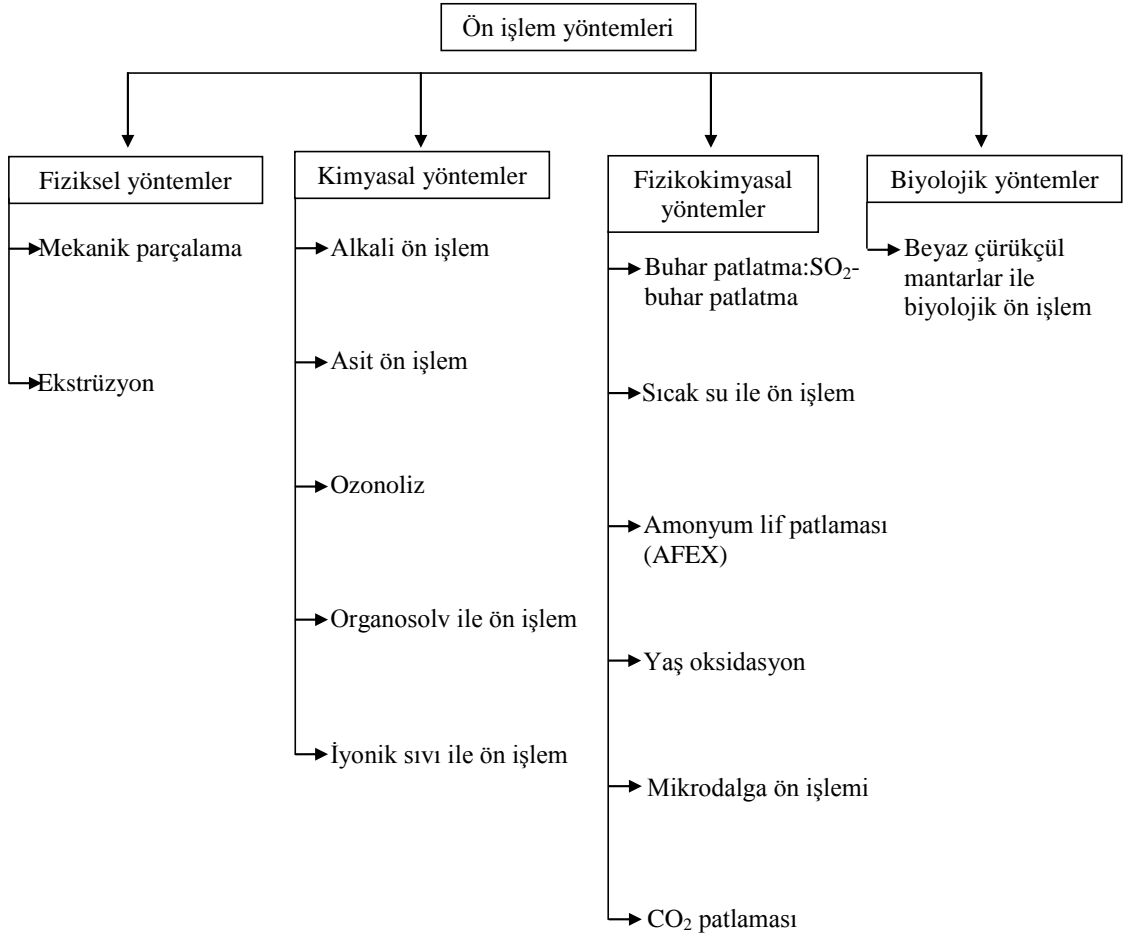 Ön işlem yöntemleri
Fiziksel yöntemler
Mekanik parçalama
Ekstrüzyon
Kimyasal yöntemler
Alkali ön işlem
Asit ön işlem
Ozonoliz
Organosolv ile ön işlem
İyonik sıvı ile ön işlem
Fizikokimyasal
yöntemler
Buhar patlatma:SO₂-
buhar patlatma
Sıcak su ile ön işlem
Amonyum lif patlaması
(AFEX)
Yaş oksidasyon
Mikrodalga ön işlemi
CO₂ patlaması
Biyolojik yöntemler
Beyaz çürükçül
mantarlar ile
biyolojik ön işlem